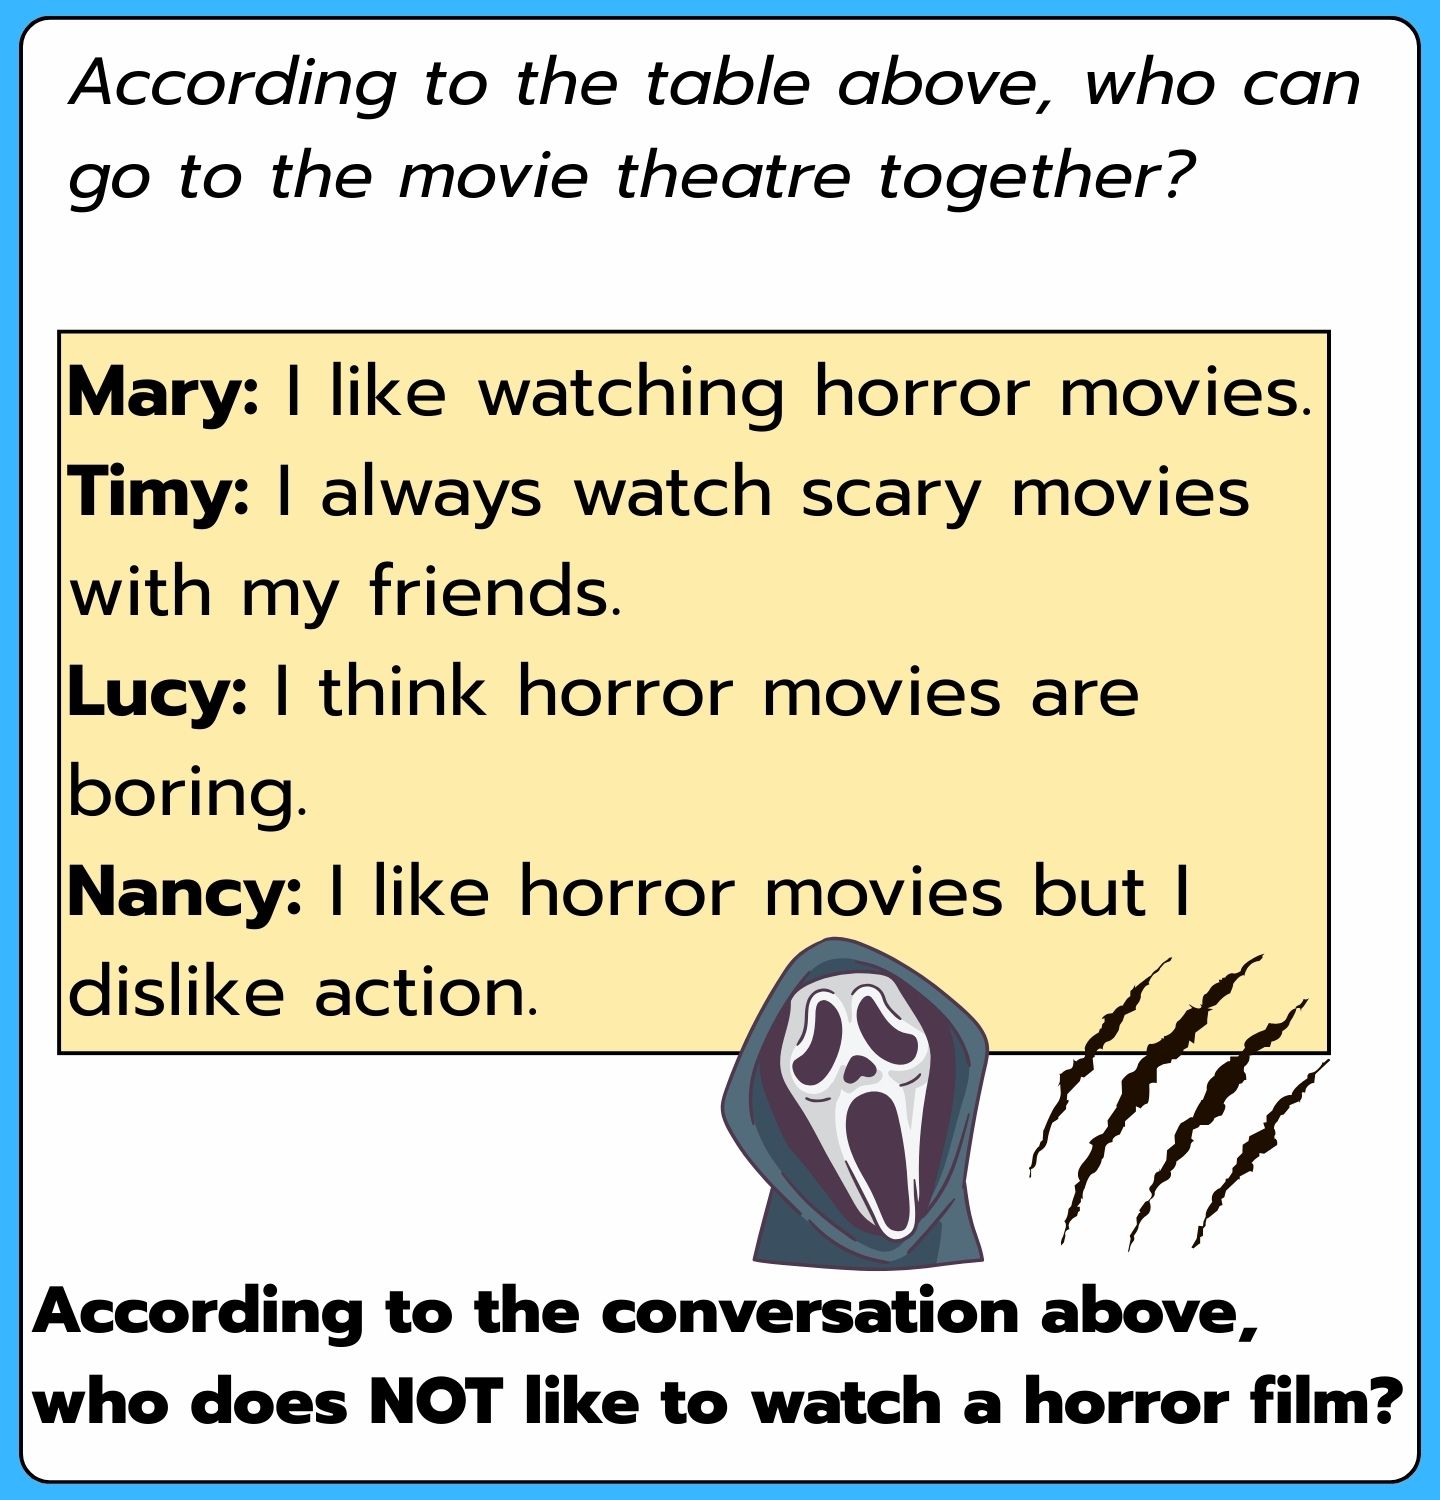 According to the table above, who can
go to the movie theatre together?
Mary: I like watching horror movies.
Timy: I always watch scary movies
with my friends.
Lucy: I think horror movies are
boring.
Nancy: I like horror movies but I
dislike action.
According to the conversation above,
who does NOT like to watch a horror film?